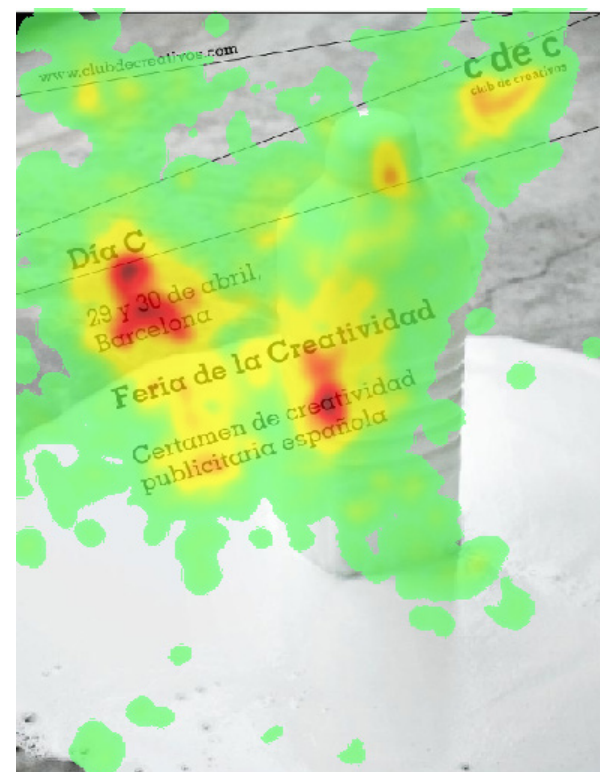 www.clubdecreativos.com
c de c
club de creativos
Día C
29 y 30 de abril,
Barcelona
Feria de la Creatividad
Certamen de creatividad
publicitaria española